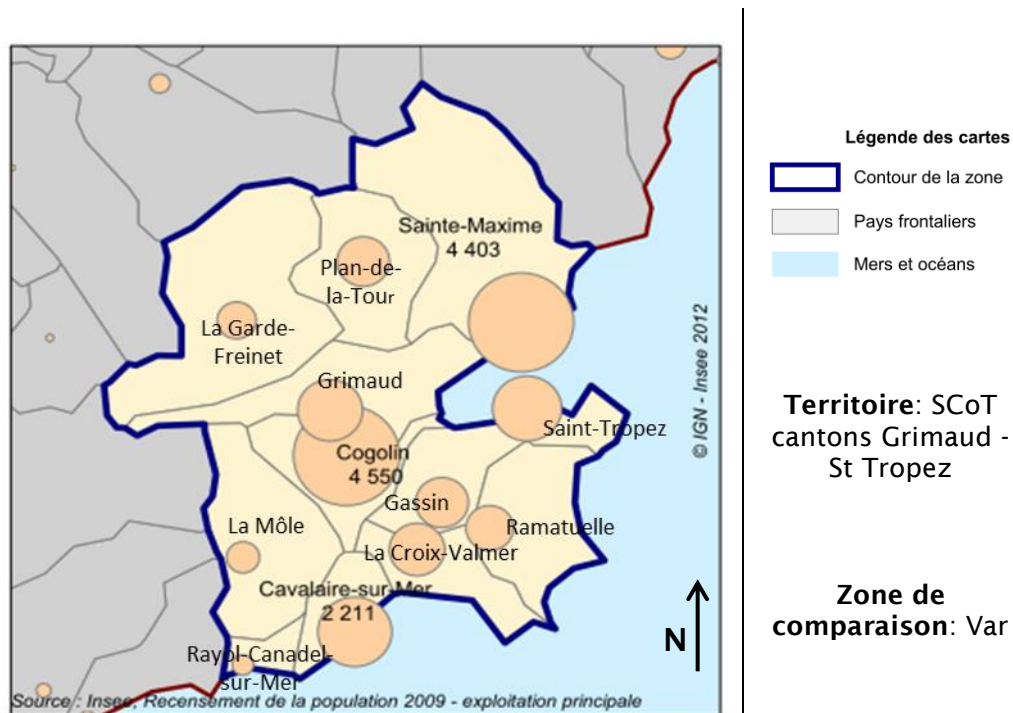 Sainte-Maxime
4 403
Plan-de-
la-Tour
La Garde-
Freinet
Grimaud
Saint-Tropez
Cogolin
4 550
Gassin
Ramatuelle
La Môle
La Croix-Valmer
Cavalaire-sur-Mer
2 211
Rayol-Canadel-
sur-Mer
N
Source : Insee, Recensement de la population 2009 - exploitation principale
© IGN - Insee 2012
Légende des cartes
Contour de la zone
Pays frontaliers
Mers et océans
Territoire: SCoT
cantons Grimaud -
St Tropez
Zone de
comparaison: Var